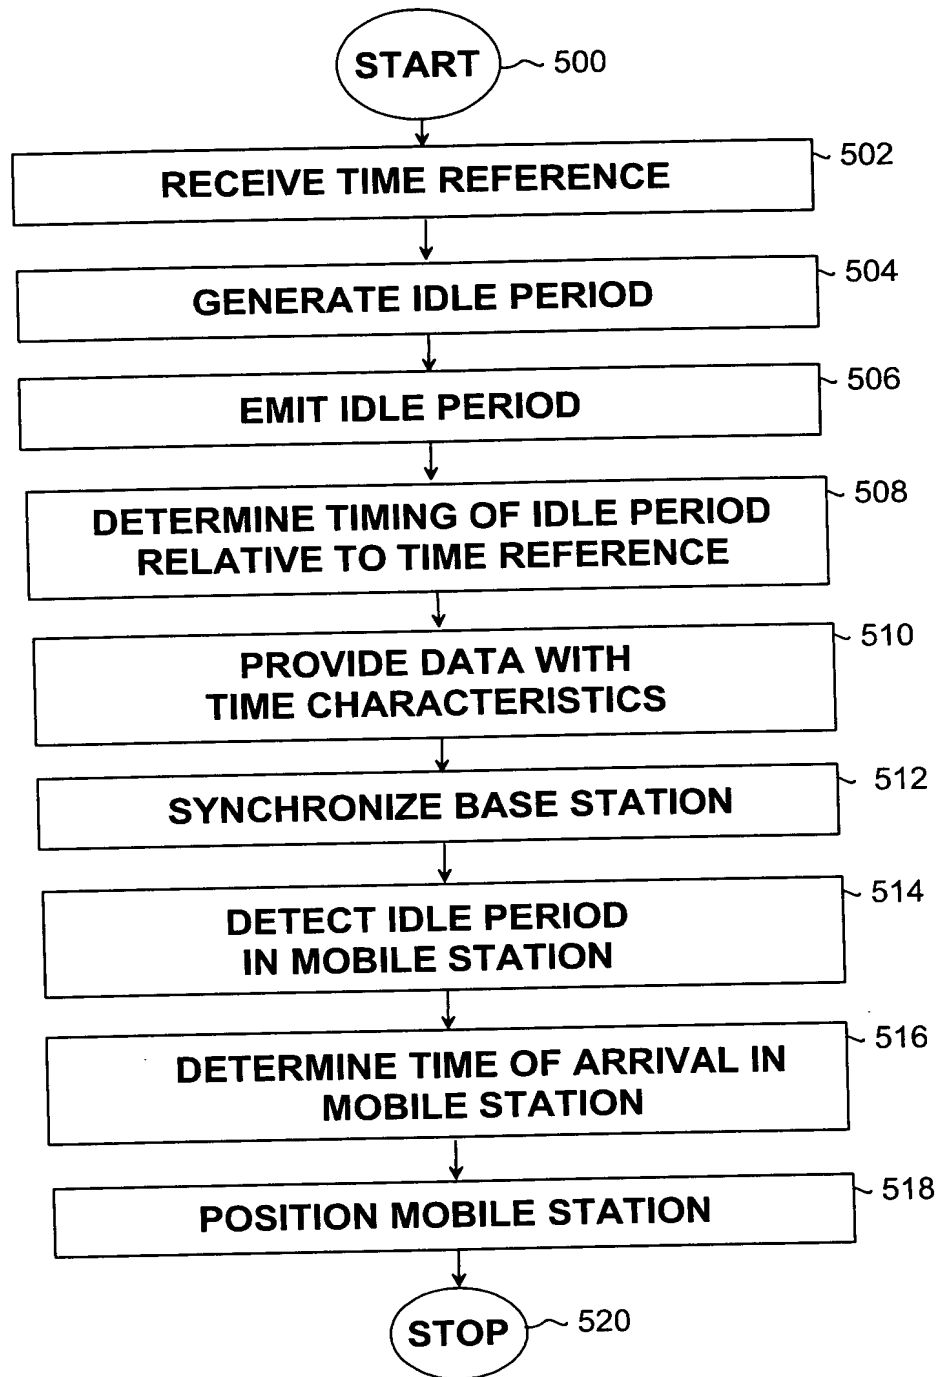 START
500
RECEIVE TIME REFERENCE
502
GENERATE IDLE PERIOD
504
EMIT IDLE PERIOD
506
DETERMINE TIMING OF IDLE PERIOD
RELATIVE TO TIME REFERENCE
508
PROVIDE DATA WITH
TIME CHARACTERISTICS
510
SYNCHRONIZE BASE STATION
512
DETECT IDLE PERIOD
IN MOBILE STATION
514
DETERMINE TIME OF ARRIVAL IN
MOBILE STATION
516
POSITION MOBILE STATION
518
STOP
520